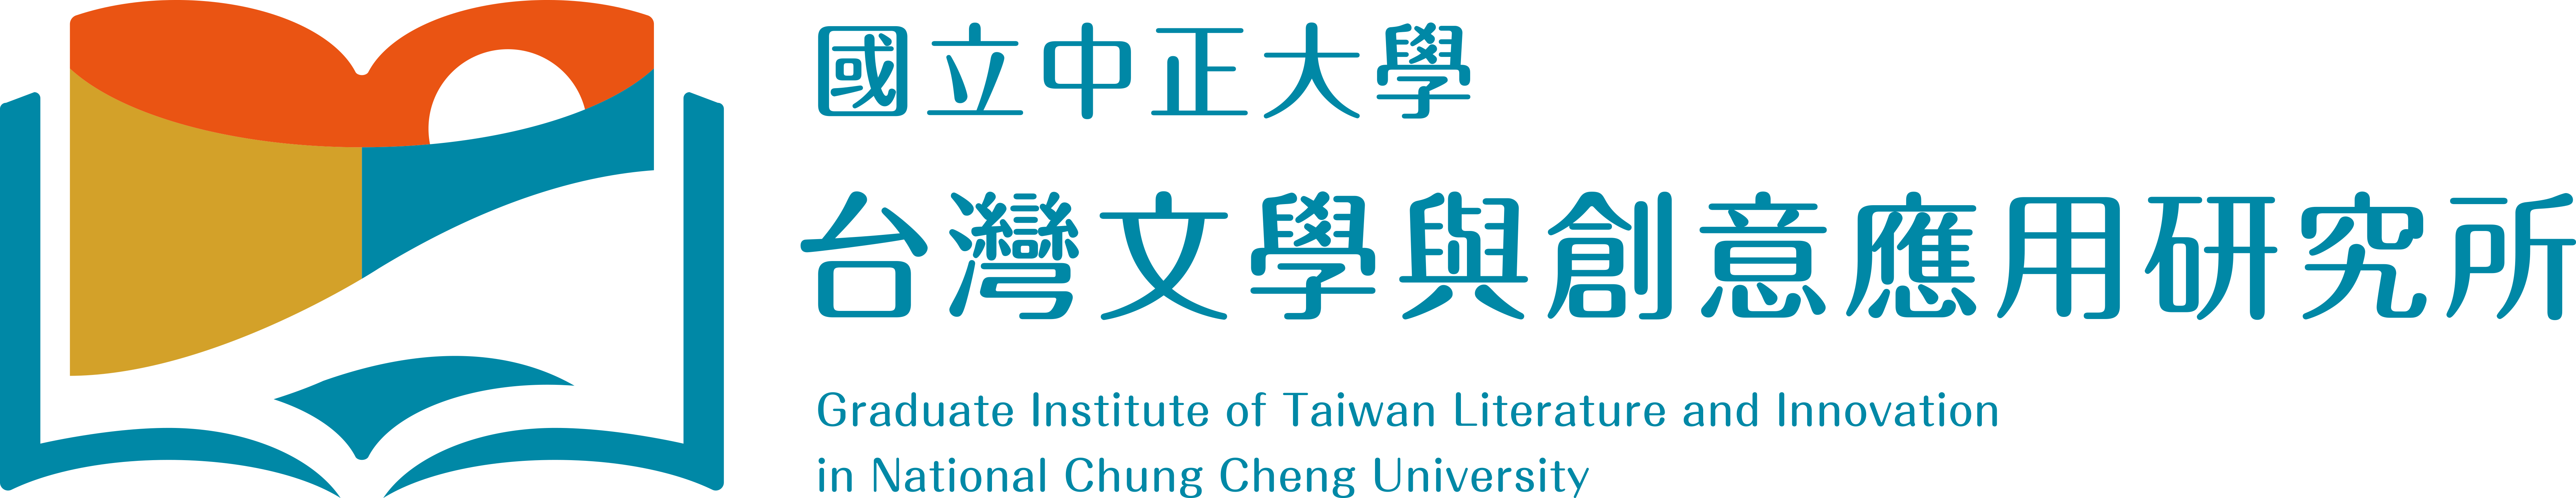 國立中正大學
台灣文學與創意應用研究所
Graduate Institute of Taiwan Literature and Innovation
in National Chung Cheng University